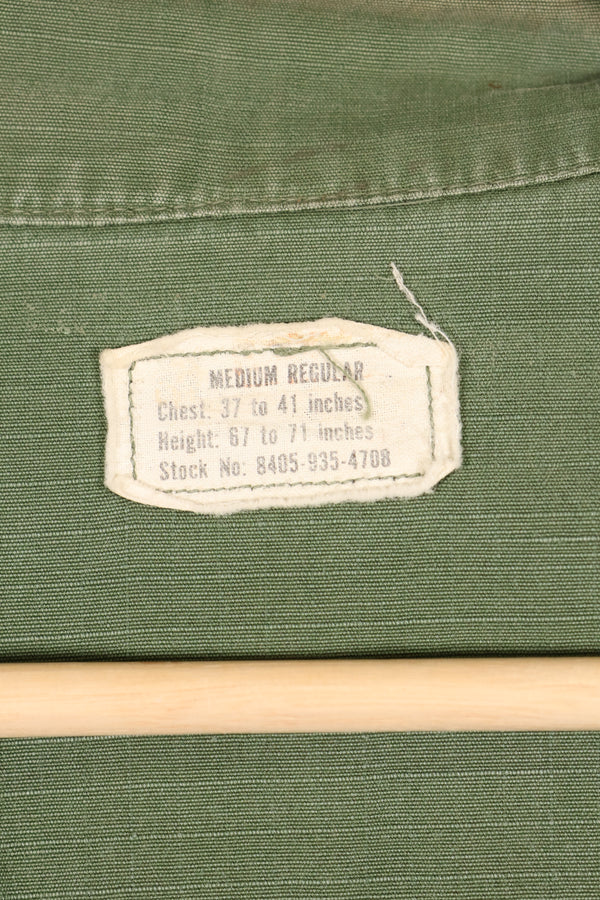 MEDIUM REGULAR
Chest: 37 to 41 inches
Height: 67 to 71 inches
Stock No: 8405-935-4708